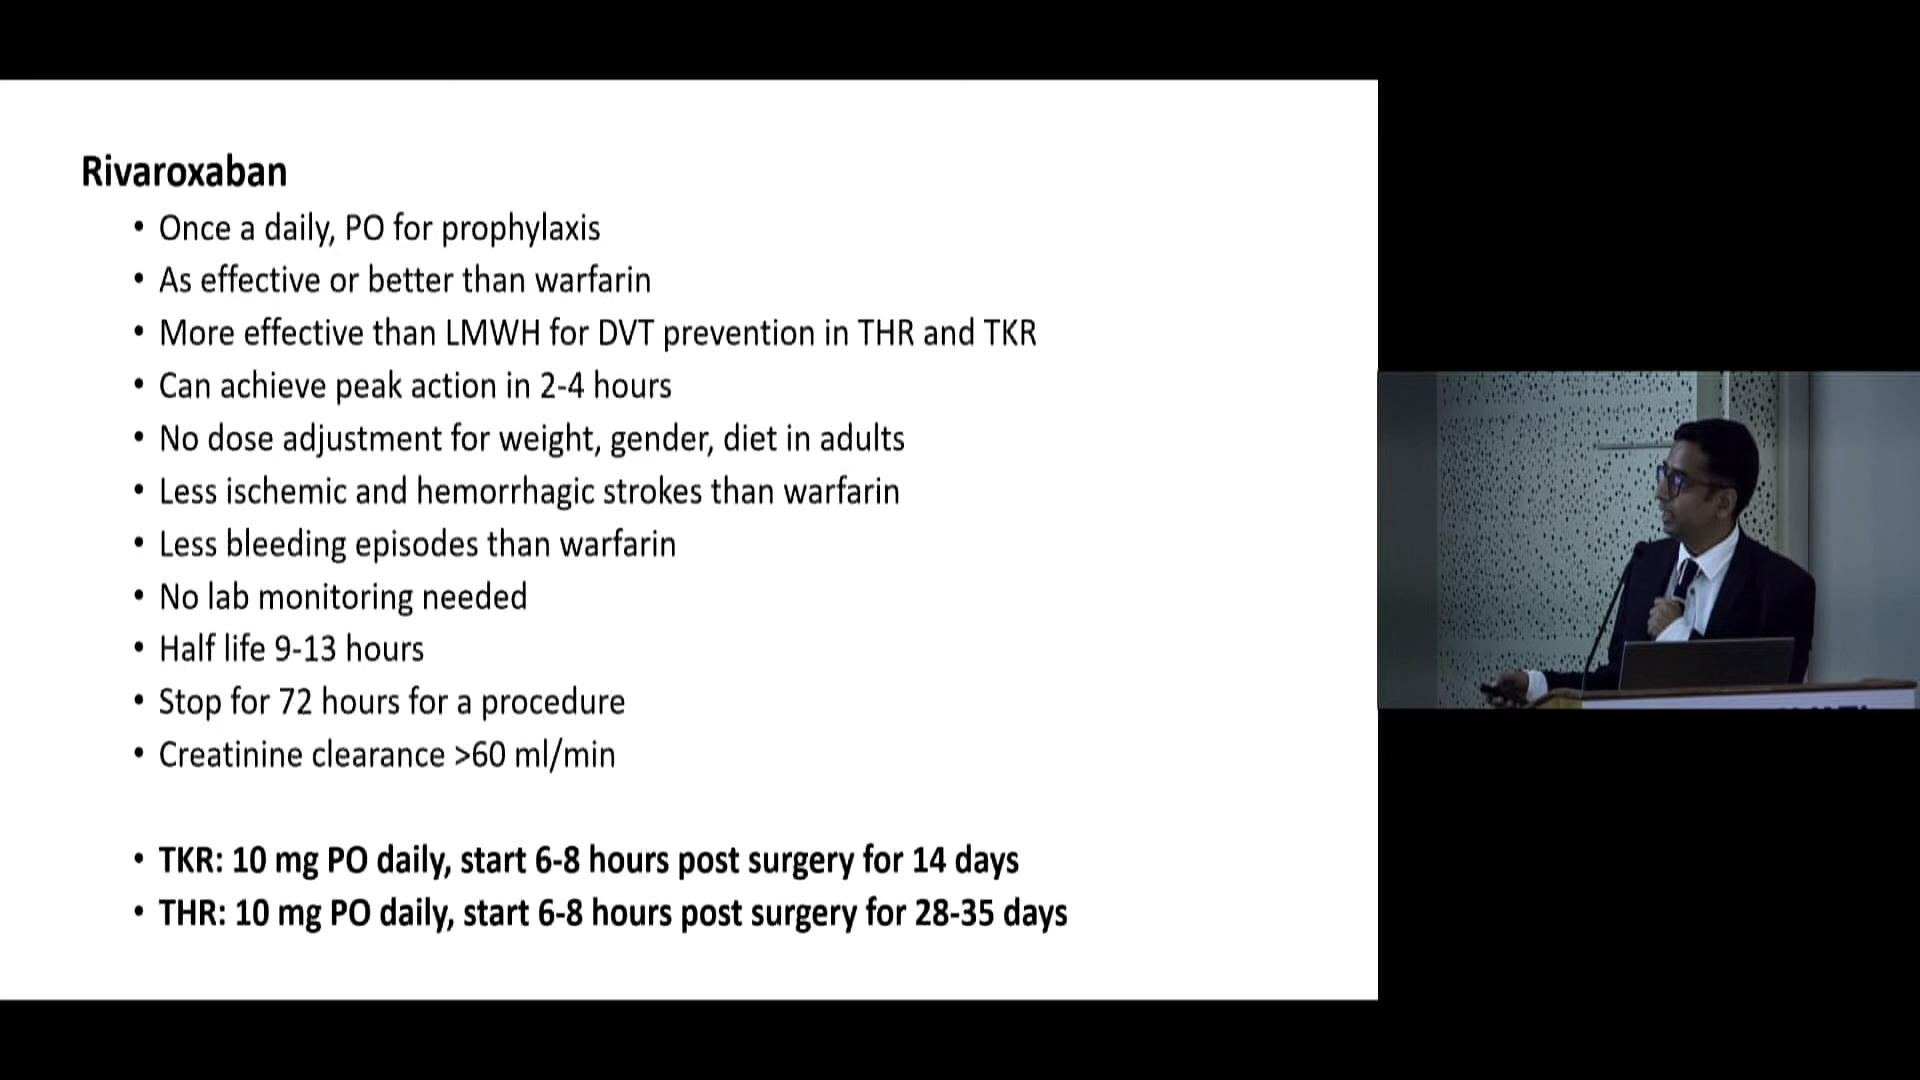 Rivaroxaban
• Once a daily, PO for prophylaxis
• As effective or better than warfarin
• More effective than LMWH for DVT prevention in THR and TKR
• Can achieve peak action in 2-4 hours
• No dose adjustment for weight, gender, diet in adults
• Less ischemic and hemorrhagic strokes than warfarin
• Less bleeding episodes than warfarin
• No lab monitoring needed
• Half life 9-13 hours
• Stop for 72 hours for a procedure
• Creatinine clearance >60 ml/min
• TKR: 10 mg PO daily, start 6-8 hours post surgery for 14 days
• THR: 10 mg PO daily, start 6-8 hours post surgery for 28-35 days